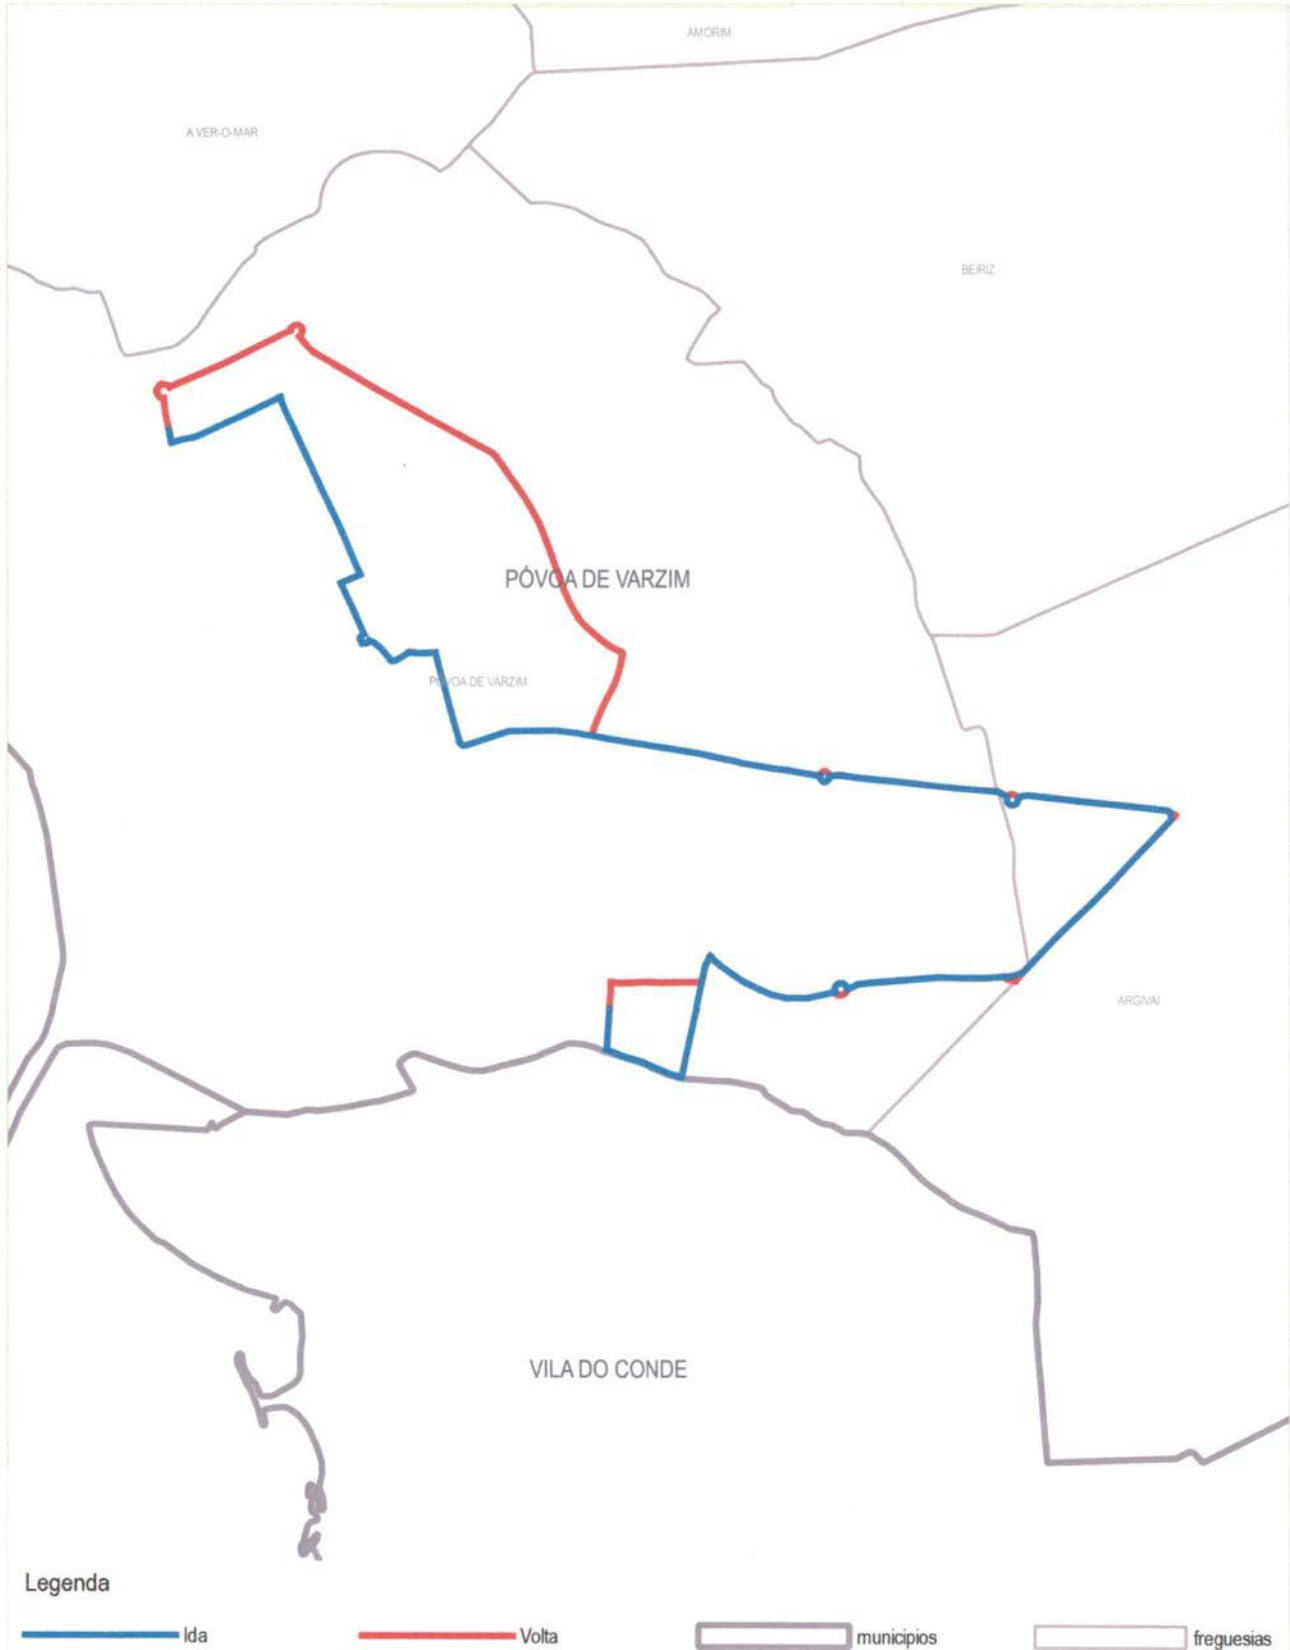 AMORIM
A VER-O-MAR
BEIRIZ
PÓVOA DE VARZIM
PÓVOA DE VARZIM
ARGIVAI
VILA DO CONDE
Legenda
Ida
Volta
municipios
freguesias